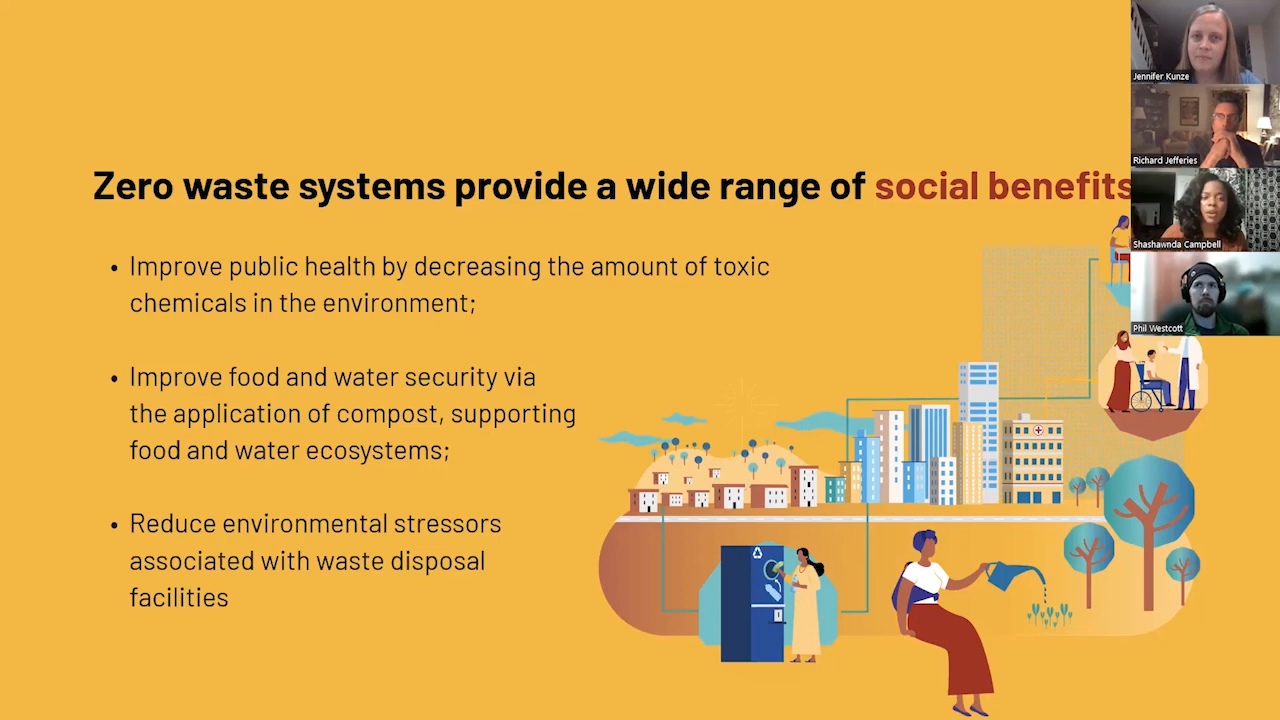 Zero waste systems provide a wide range of social benefits
• Improve public health by decreasing the amount of toxic
chemicals in the environment;
• Improve food and water security via
the application of compost, supporting
food and water ecosystems;
• Reduce environmental stressors
associated with waste disposal
facilities
Jennifer Kunze
Richard Jefferies
Shashawnda Campbell
Phil Westcott